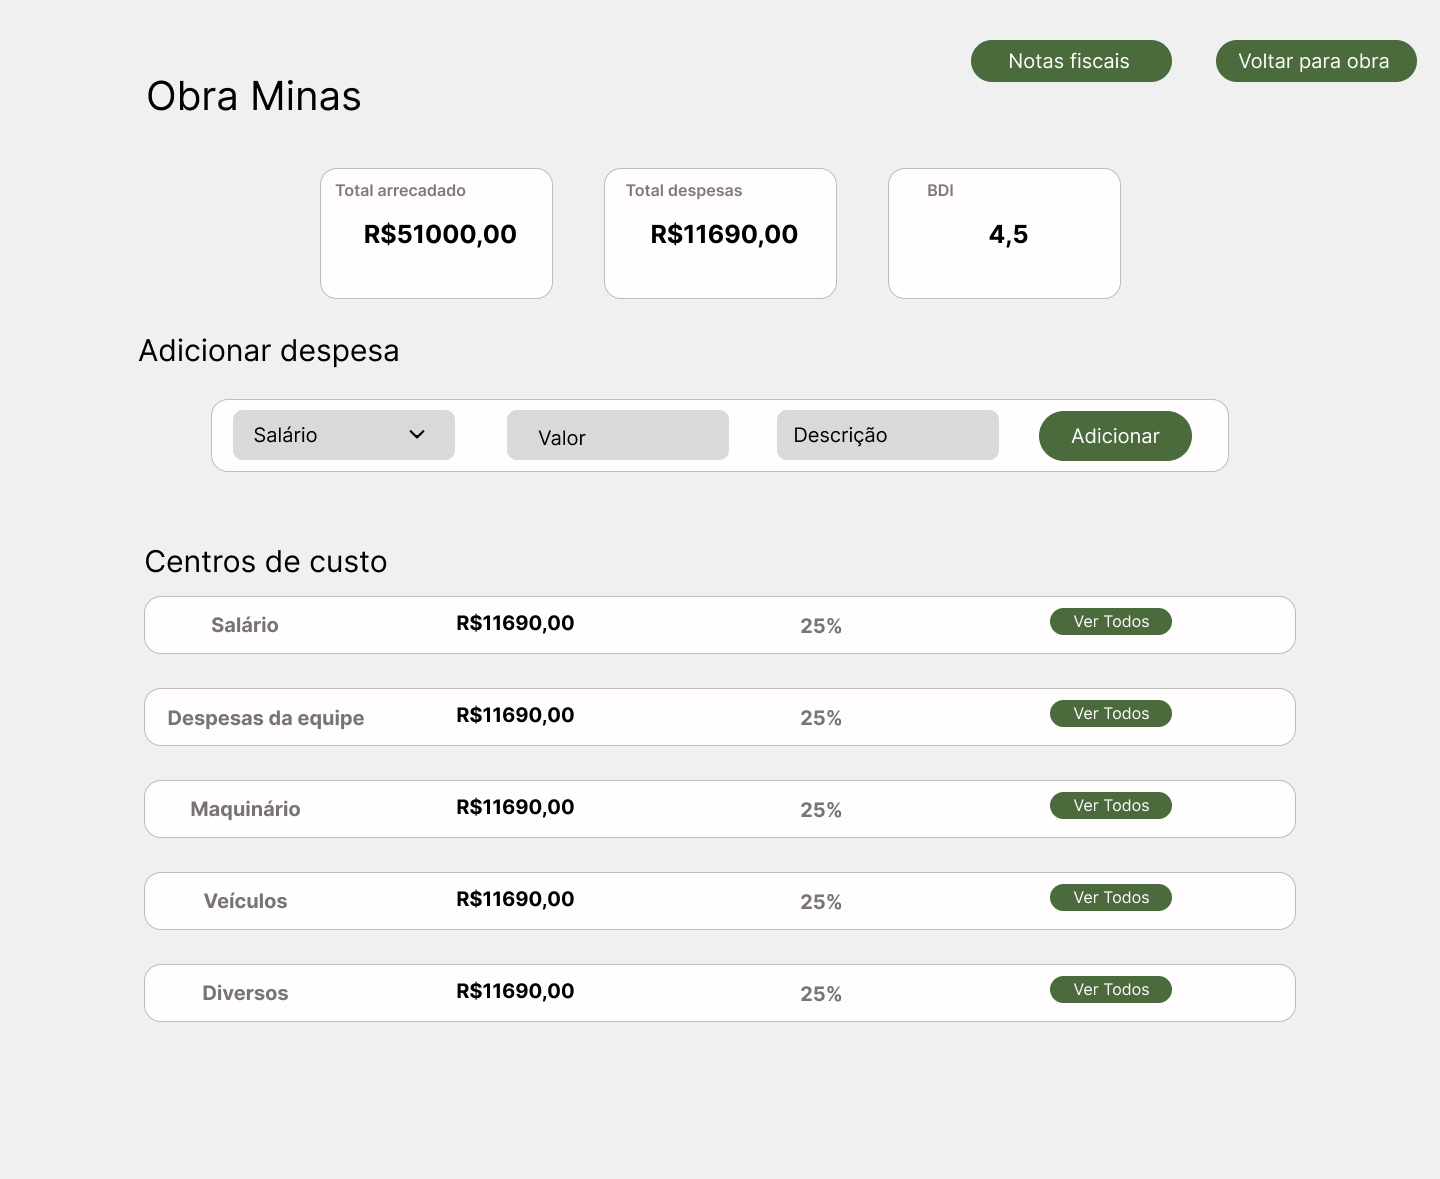 Notas fiscais
Voltar para obra
Obra Minas
Total arrecadado
R$51000,00
Total despesas
R$11690,00
BDI
4,5
Adicionar despesa
Salário
Valor
Descrição
Adicionar
Centros de custo
Salário R$11690,00 25% Ver Todos
Despesas da equipe R$11690,00 25% Ver Todos
Maquinário R$11690,00 25% Ver Todos
Veículos R$11690,00 25% Ver Todos
Diversos R$11690,00 25% Ver Todos